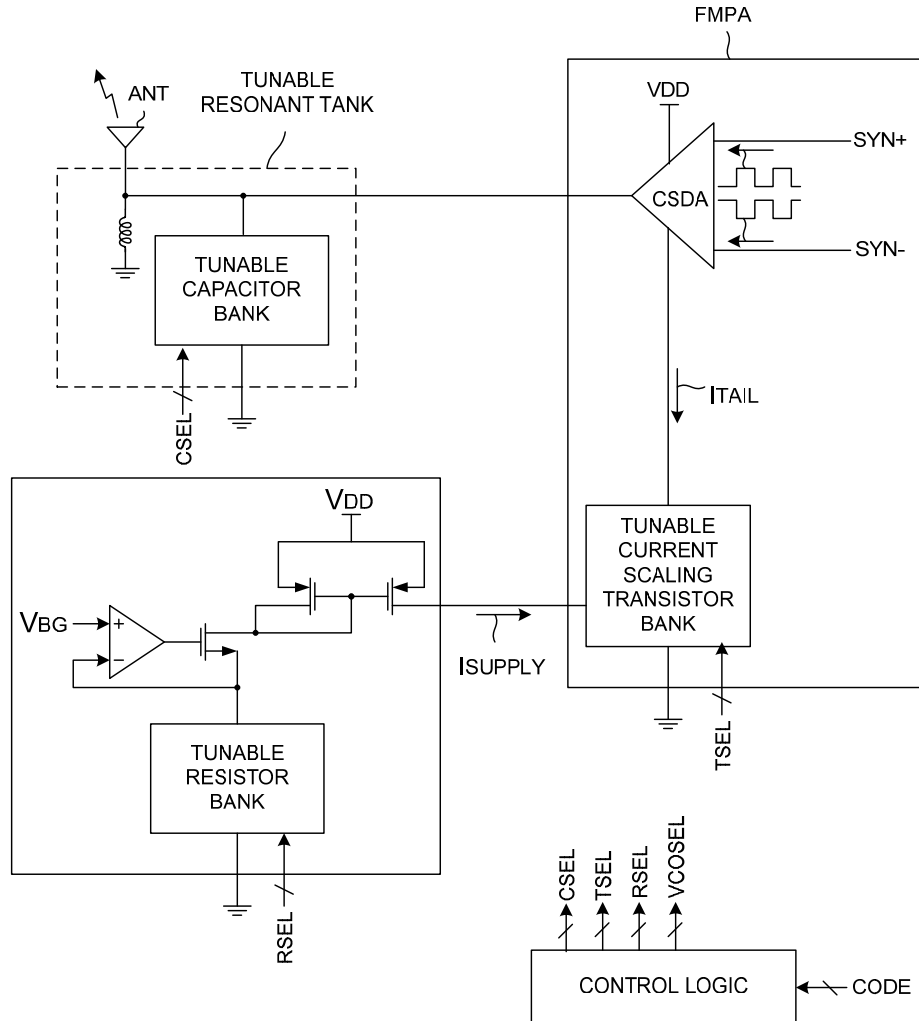 FMPA
ANT
TUNABLE
RESONANT TANK
VDD
SYN+
CSDA
SYN-
TUNABLE
CAPACITOR
BANK
CSEL
ITAIL
VDD
TUNABLE
CURRENT
SCALING
TRANSISTOR
BANK
VBG
+
−
ISUPPLY
TSEL
TUNABLE
RESISTOR
BANK
RSEL
CSEL
TSEL
RSEL
VCOSEL
CONTROL LOGIC
CODE